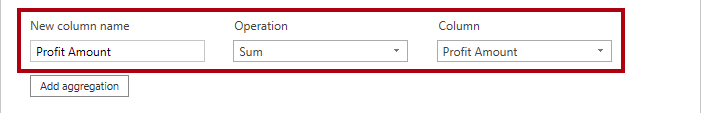 New column name Operation Column
Profit Amount Sum Profit Amount
Add aggregation